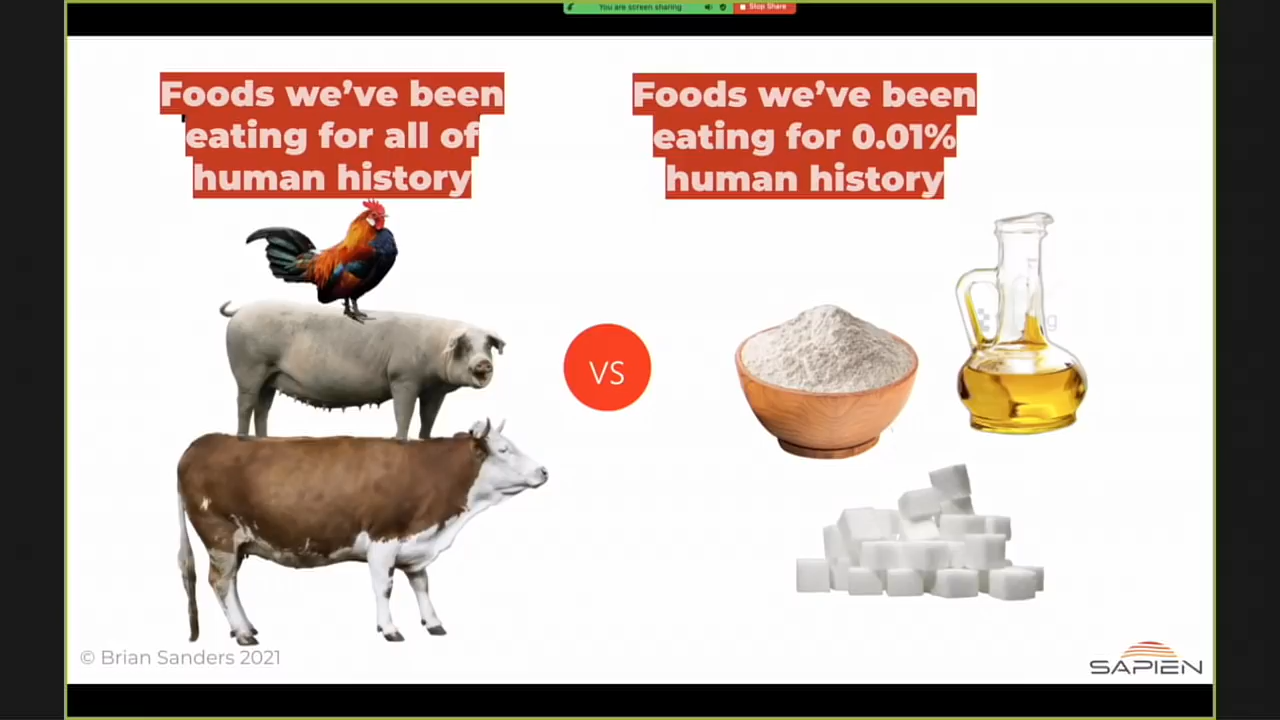 You are screen sharing
Stop Share
Foods we’ve been
eating for all of
human history
Foods we’ve been
eating for 0.01%
human history
VS
© Brian Sanders 2021
SAPIEN